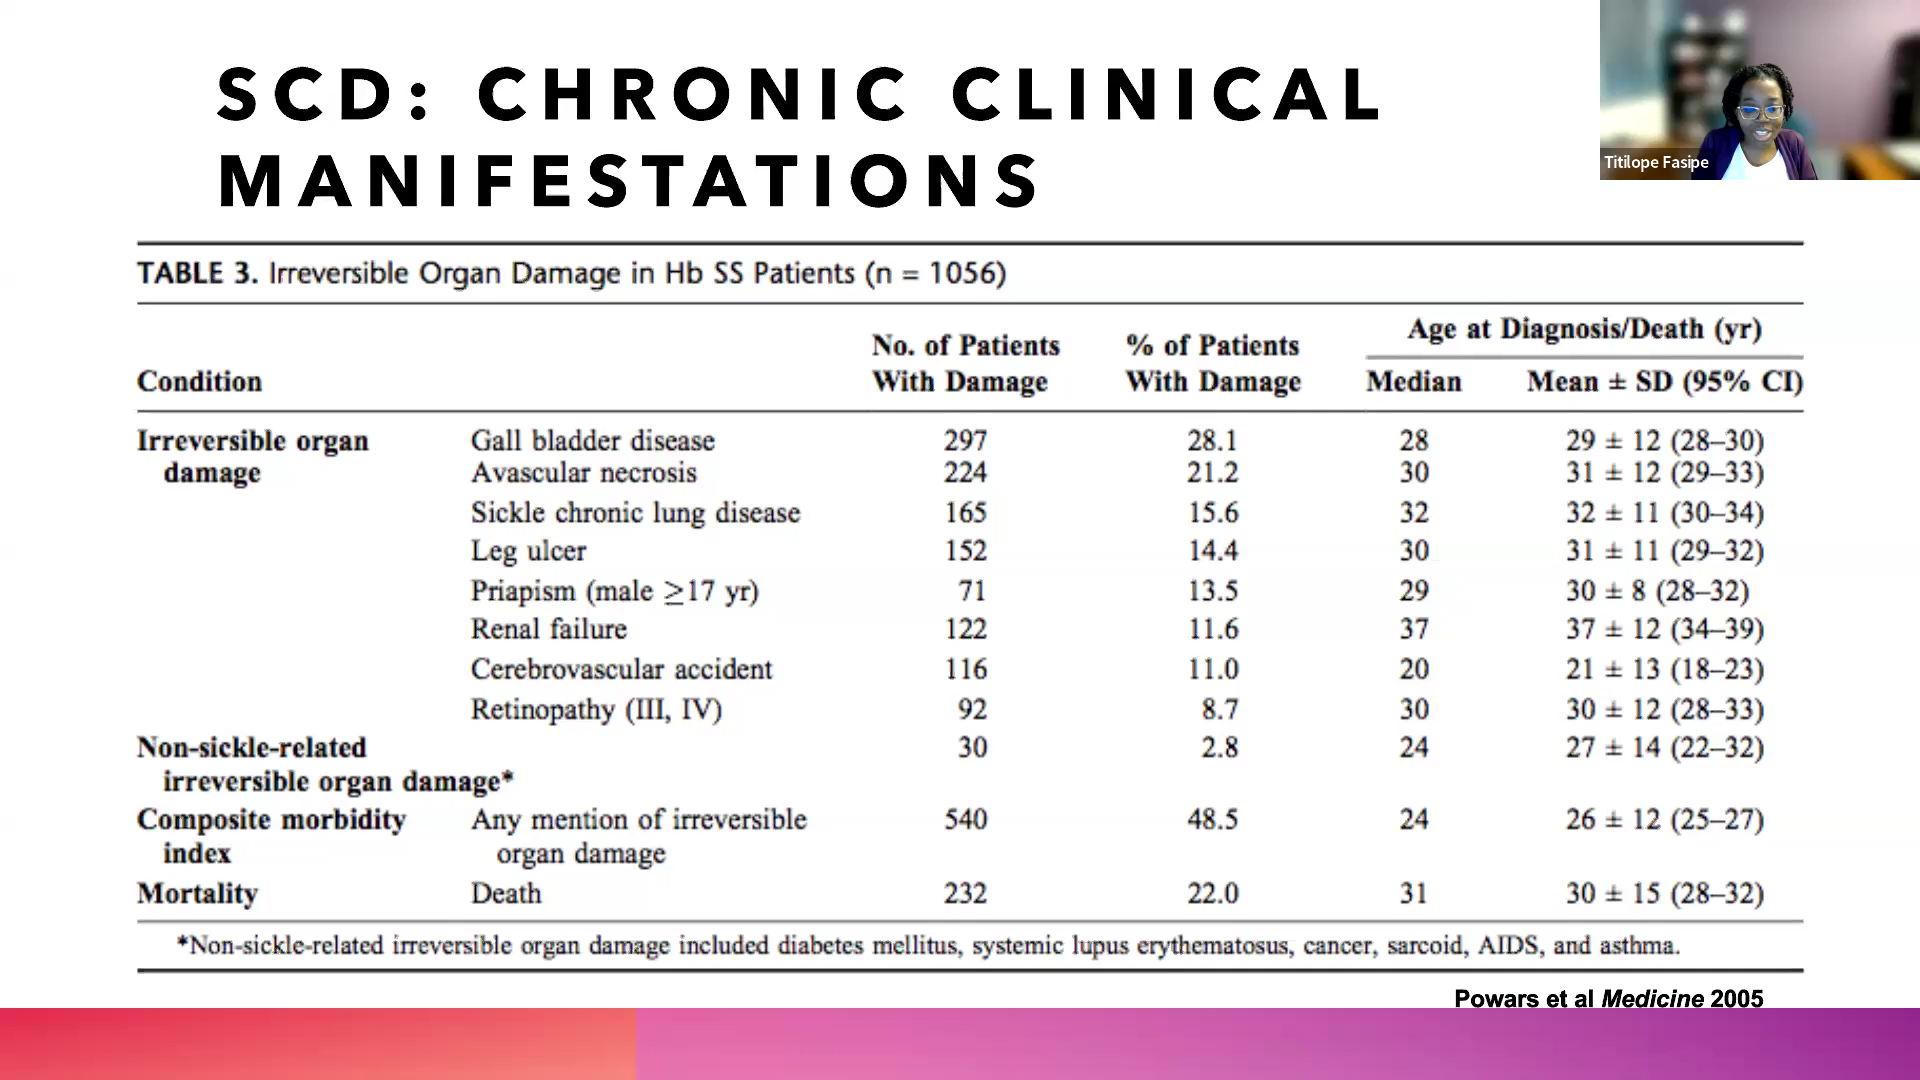 SCD: CHRONIC CLINICAL
MANIFESTATIONS
Titilope Fasipe
TABLE 3. Irreversible Organ Damage in Hb SS Patients (n = 1056)
Age at Diagnosis/Death (yr)
No. of Patients % of Patients
Condition With Damage With Damage Median Mean ± SD (95% CI)
Irreversible organ Gall bladder disease 297 28.1 28 29 ± 12 (28–30)
damage Avascular necrosis 224 21.2 30 31 ± 12 (29–33)
Sickle chronic lung disease 165 15.6 32 32 ± 11 (30–34)
Leg ulcer 152 14.4 30 31 ± 11 (29–32)
Priapism (male ≥17 yr) 71 13.5 29 30 ± 8 (28–32)
Renal failure 122 11.6 37 37 ± 12 (34–39)
Cerebrovascular accident 116 11.0 20 21 ± 13 (18–23)
Retinopathy (III, IV) 92 8.7 30 30 ± 12 (28–33)
Non-sickle-related 30 2.8 24 27 ± 14 (22–32)
irreversible organ damage*
Composite morbidity Any mention of irreversible 540 48.5 24 26 ± 12 (25–27)
index organ damage
Mortality Death 232 22.0 31 30 ± 15 (28–32)
*Non-sickle-related irreversible organ damage included diabetes mellitus, systemic lupus erythematosus, cancer, sarcoid, AIDS, and asthma.
Powars et al Medicine 2005